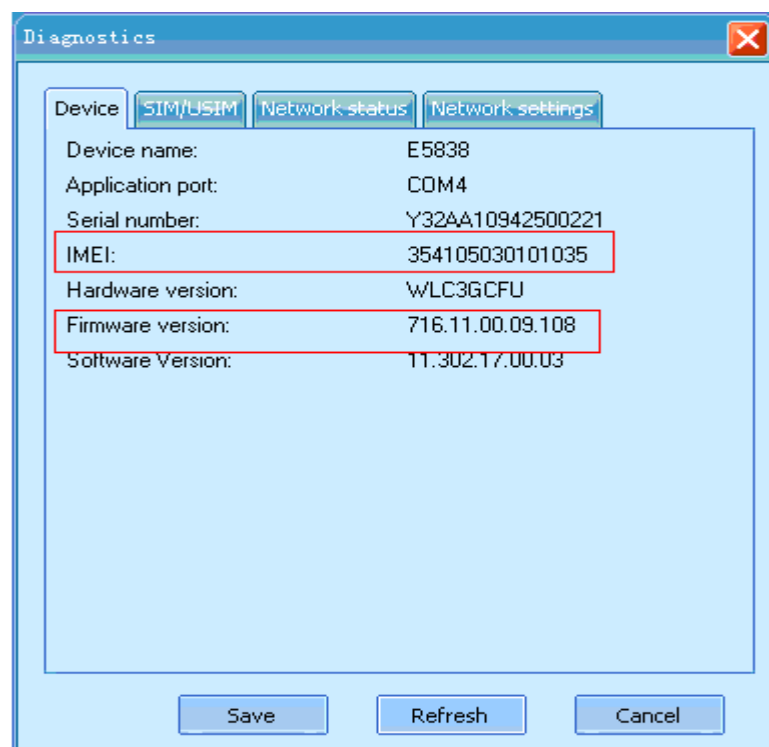 Diagnostics
Device SIM/USIM Network status Network settings
Device name: E5838
Application port: COM4
Serial number: Y32AA10942500221
IMEI: 354105030101035
Hardware version: WLC3GCFU
Firmware version: 716.11.00.09.108
Software Version: 11.302.17.00.03
Save Refresh Cancel